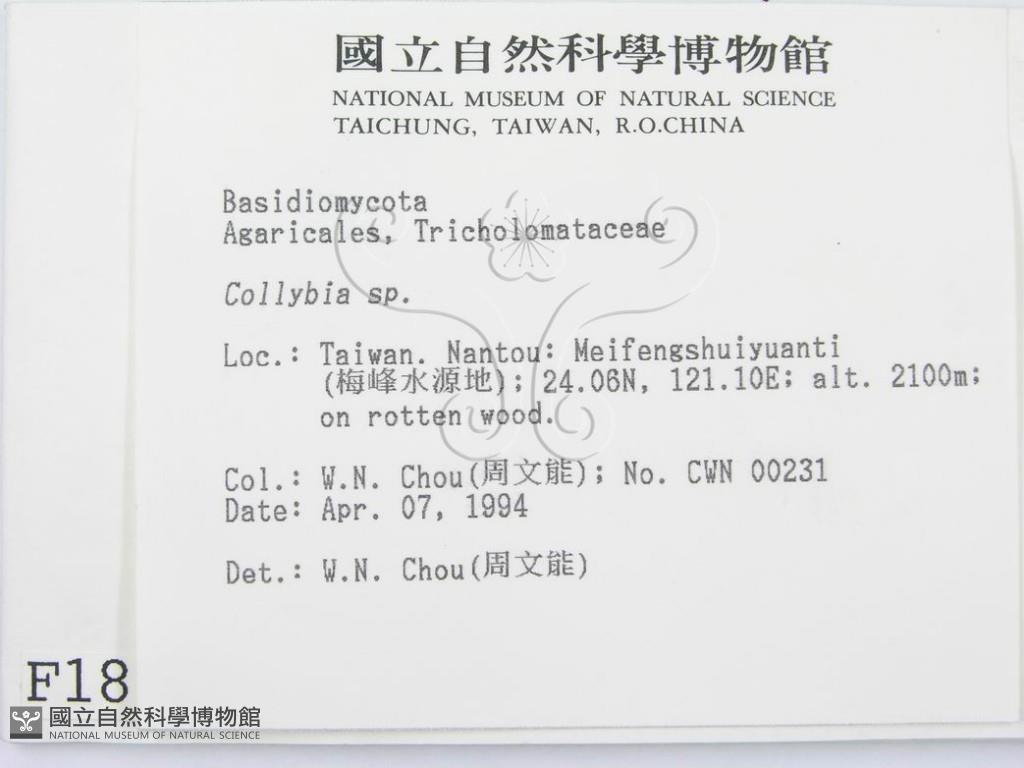 國立自然科學博物館
NATIONAL MUSEUM OF NATURAL SCIENCE
TAICHUNG, TAIWAN, R.O.CHINA
Basidiomycota
Agaricales, Tricholomataceae
Collybia sp.
Loc.: Taiwan. Nantou: Meifengshuiyuanti
(梅峰水源地); 24.06N, 121.10E; alt. 2100m;
on rotten wood.
Col.: W.N. Chou(周文能); No. CWN 00231
Date: Apr. 07, 1994
Det.: W.N. Chou(周文能)
F18
國立自然科學博物館
NATIONAL MUSEUM OF NATURAL SCIENCE